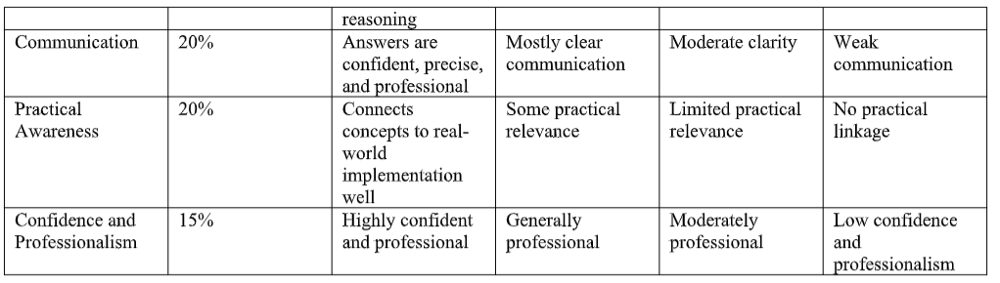 reasoning
Communication 20% Answers are confident, precise, and professional Mostly clear communication Moderate clarity Weak communication
Practical Awareness 20% Connects concepts to real-world implementation well Some practical relevance Limited practical relevance No practical linkage
Confidence and Professionalism 15% Highly confident and professional Generally professional Moderately professional Low confidence and professionalism